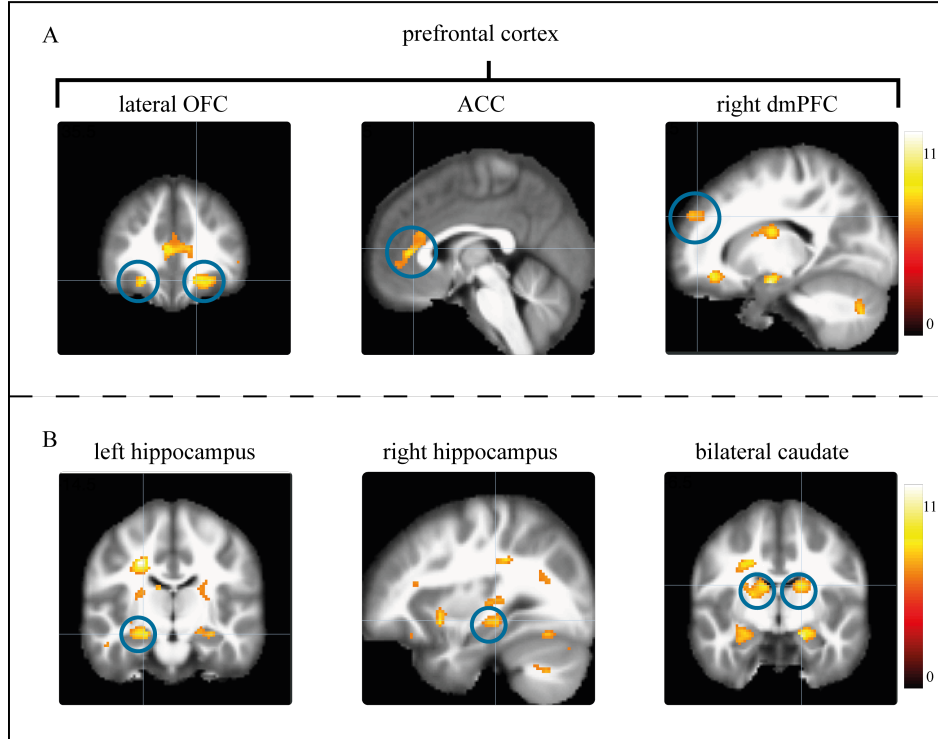 A
prefrontal cortex
lateral OFC
ACC
right dmPFC
11
0
B
left hippocampus
right hippocampus
bilateral caudate
11
0